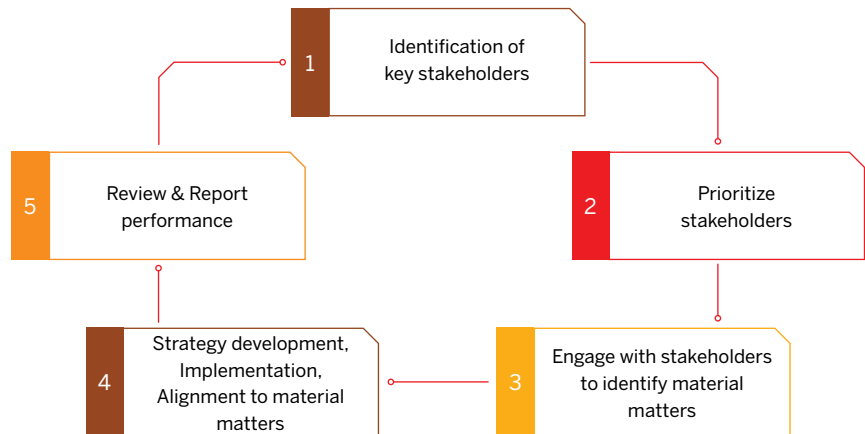 1
Identification of
key stakeholders
2
Prioritize
stakeholders
3
Engage with stakeholders
to identify material
matters
4
Strategy development,
Implementation,
Alignment to material
matters
5
Review & Report
performance